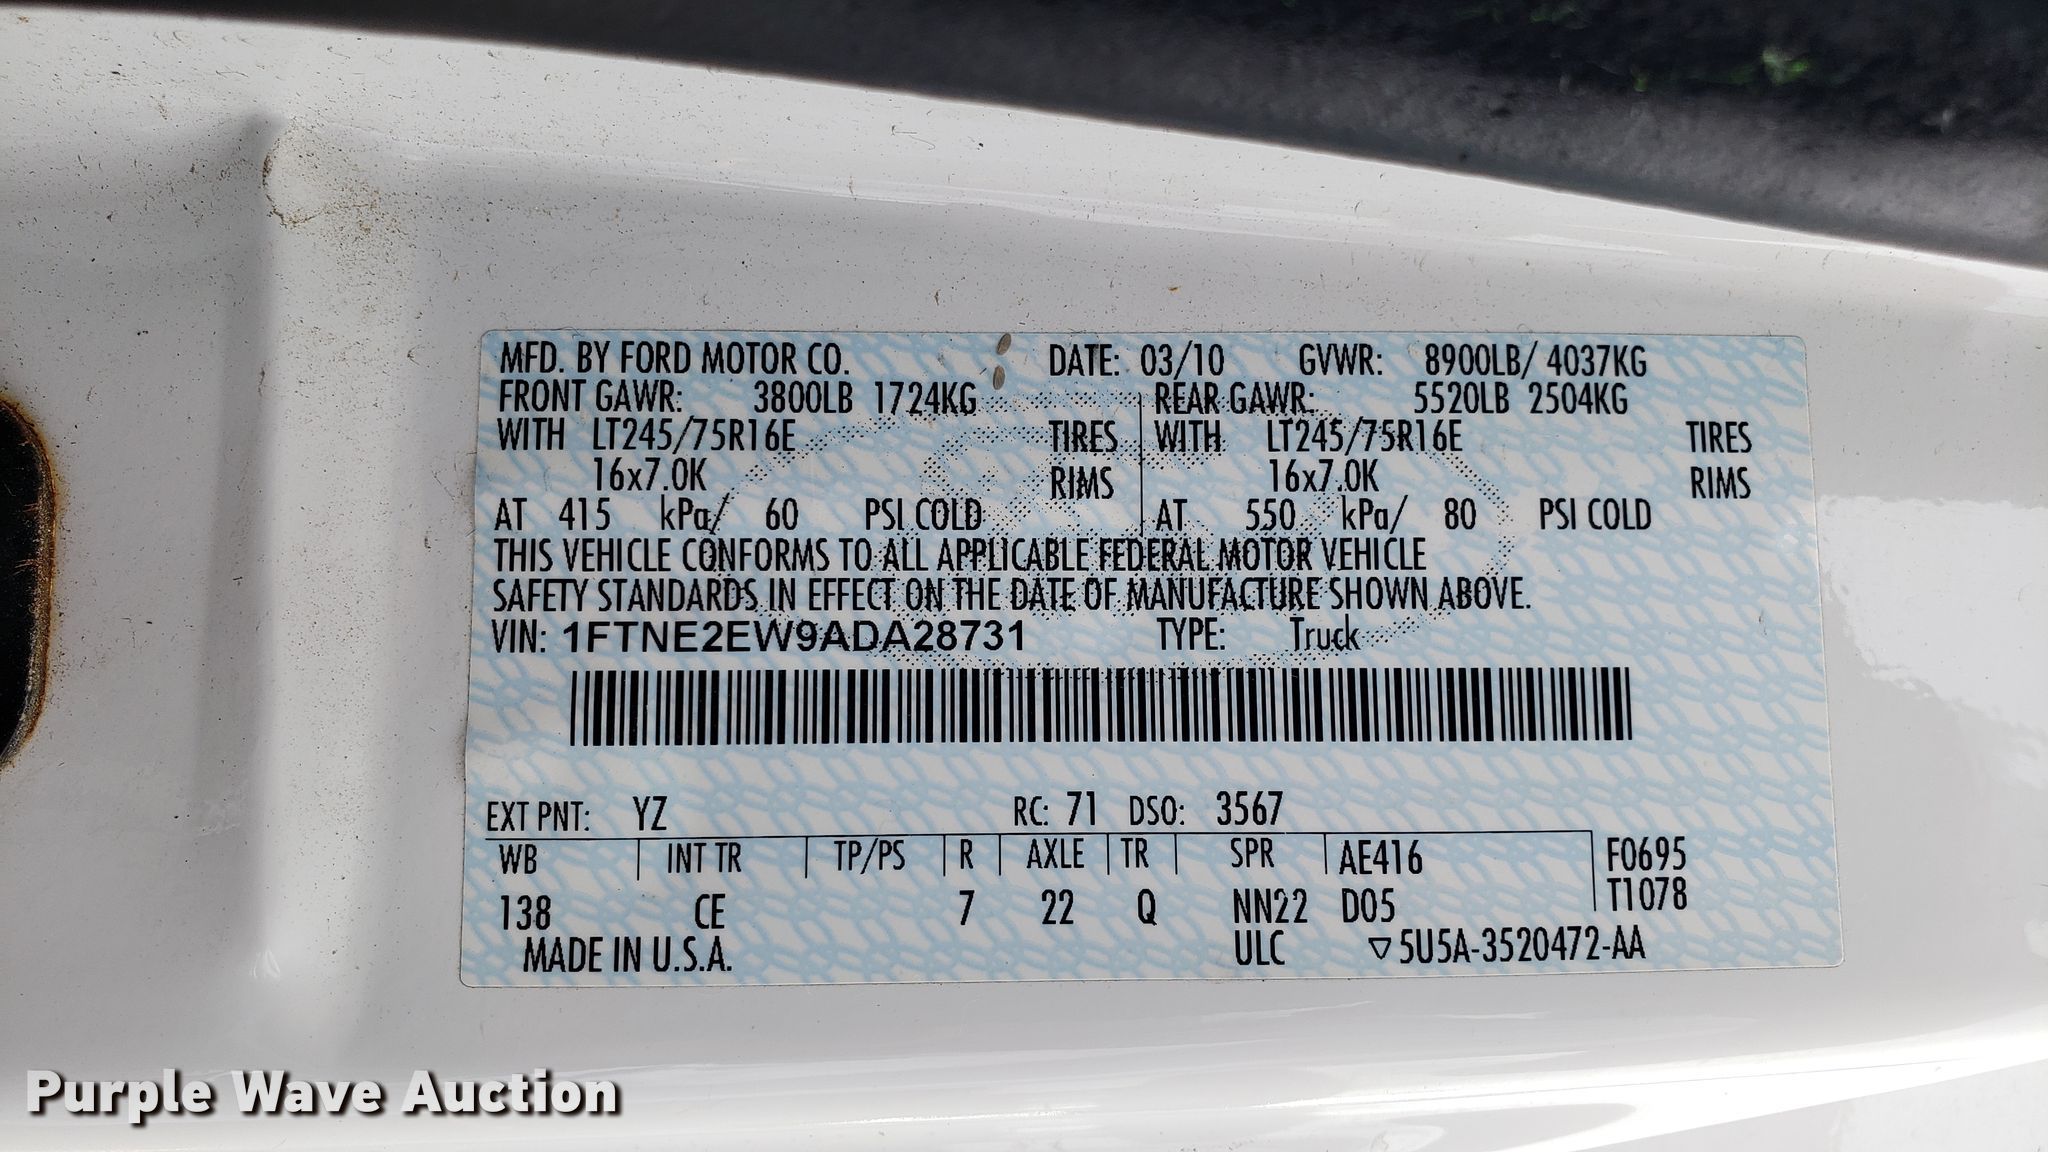 MFD. BY FORD MOTOR CO. DATE: 03/10 GVWR: 8900LB/ 4037KG
FRONT GAWR: 3800LB 1724KG REAR GAWR: 5520LB 2504KG
WITH LT245/75R16E TIRES WITH LT245/75R16E TIRES
16x7.0K RIMS 16x7.0K RIMS
AT 415 kPa/ 60 PSI COLD AT 550 kPa/ 80 PSI COLD
THIS VEHICLE CONFORMS TO ALL APPLICABLE FEDERAL MOTOR VEHICLE
SAFETY STANDARDS IN EFFECT ON THE DATE OF MANUFACTURE SHOWN ABOVE.
VIN: 1FTNE2EW9ADA28731 TYPE: Truck
EXT PNT: YZ RC: 71 DSO: 3567
WB INT TR TP/PS R AXLE TR SPR AE416 F0695
138 CE 7 22 Q NN22 D05 T1078
MADE IN U.S.A. ULC ▽5U5A-3520472-AA
Purple Wave Auction